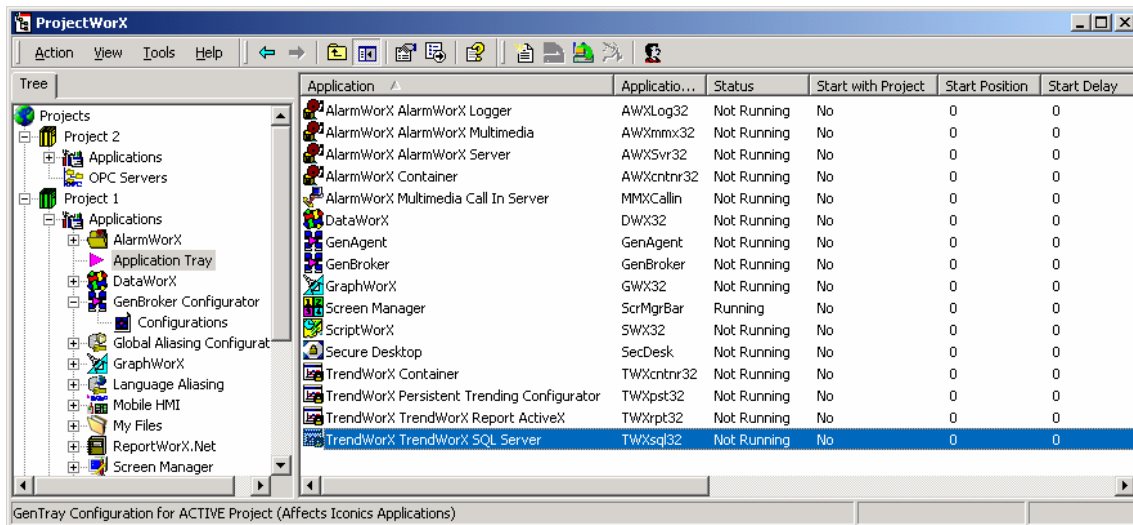 ProjectWorX
Action View Tools Help
Tree
Projects
Project 2
Applications
OPC Servers
Project 1
Applications
AlarmWorX
Application Tray
DataWorX
GenBroker Configurator
Configurations
Global Aliasing Configurat
GraphWorX
Language Aliasing
Mobile HMI
My Files
ReportWorX.Net
Screen Manager
Application Applicatio... Status Start with Project Start Position Start Delay
AlarmWorX AlarmWorX Logger AWXLog32 Not Running No 0 0
AlarmWorX AlarmWorX Multimedia AWXmmx32 Not Running No 0 0
AlarmWorX AlarmWorX Server AWXSvr32 Not Running No 0 0
AlarmWorX Container AWXcntnr32 Not Running No 0 0
AlarmWorX Multimedia Call In Server MMXCallin Not Running No 0 0
DataWorX DWX32 Not Running No 0 0
GenAgent GenAgent Not Running No 0 0
GenBroker GenBroker Not Running No 0 0
GraphWorX GWX32 Not Running No 0 0
Screen Manager ScrMgrBar Running No 0 0
ScriptWorX SWX32 Not Running No 0 0
Secure Desktop SecDesk Not Running No 0 0
TrendWorX Container TWXcntnr32 Not Running No 0 0
TrendWorX Persistent Trending Configurator TWXpst32 Not Running No 0 0
TrendWorX TrendWorX Report ActiveX TWXrpt32 Not Running No 0 0
TrendWorX TrendWorX SQL Server TWXsql32 Not Running No 0 0
GenTray Configuration for ACTIVE Project (Affects Iconics Applications)